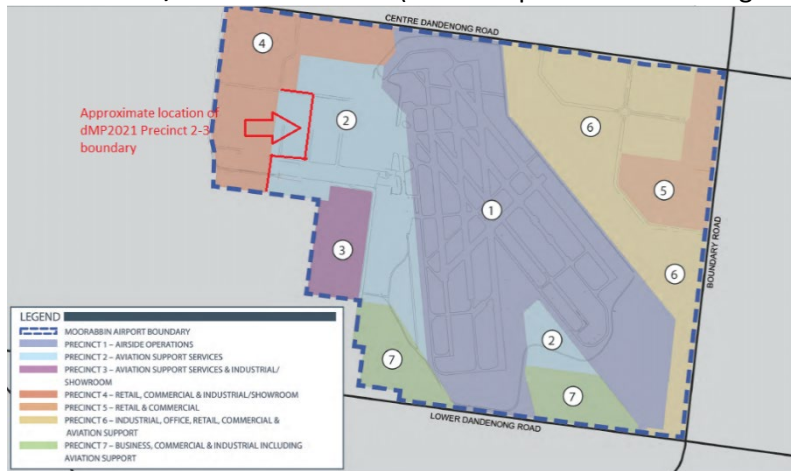 CENTRE DANDENONG ROAD
4
Approximate location of
dMP2021 Precinct 2-3
boundary
2
6
5
1
3
6
BOUNDARY ROAD
2
7
7
LOWER DANDENONG ROAD
LEGEND
MOORABBIN AIRPORT BOUNDARY
PRECINCT 1 – AIRSIDE OPERATIONS
PRECINCT 2 – AVIATION SUPPORT SERVICES
PRECINCT 3 – AVIATION SUPPORT SERVICES & INDUSTRIAL/
SHOWROOM
PRECINCT 4 – RETAIL, COMMERCIAL & INDUSTRIAL/SHOWROOM
PRECINCT 5 – RETAIL & COMMERCIAL
PRECINCT 6 – INDUSTRIAL, OFFICE, RETAIL, COMMERCIAL &
AVIATION SUPPORT
PRECINCT 7 – BUSINESS, COMMERCIAL & INDUSTRIAL INCLUDING
AVIATION SUPPORT